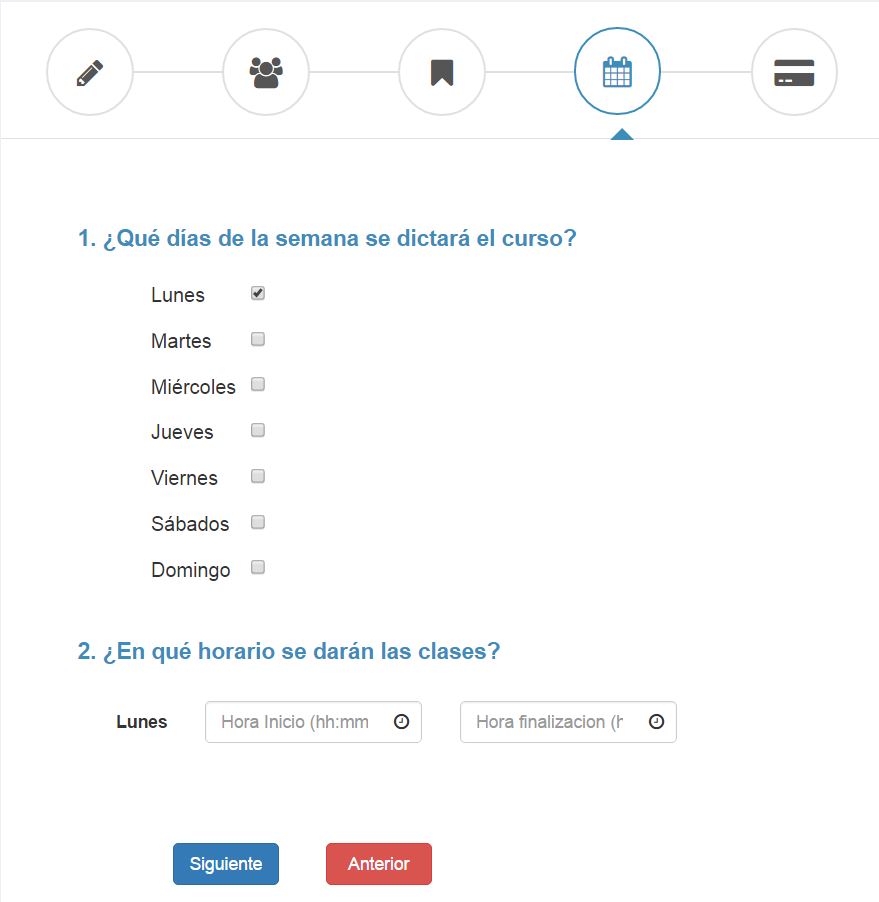 1. ¿Qué días de la semana se dictará el curso?
Lunes
Martes
Miércoles
Jueves
Viernes
Sábados
Domingo
2. ¿En qué horario se darán las clases?
Lunes Hora Inicio (hh:mm Hora finalizacion (h
Siguiente Anterior